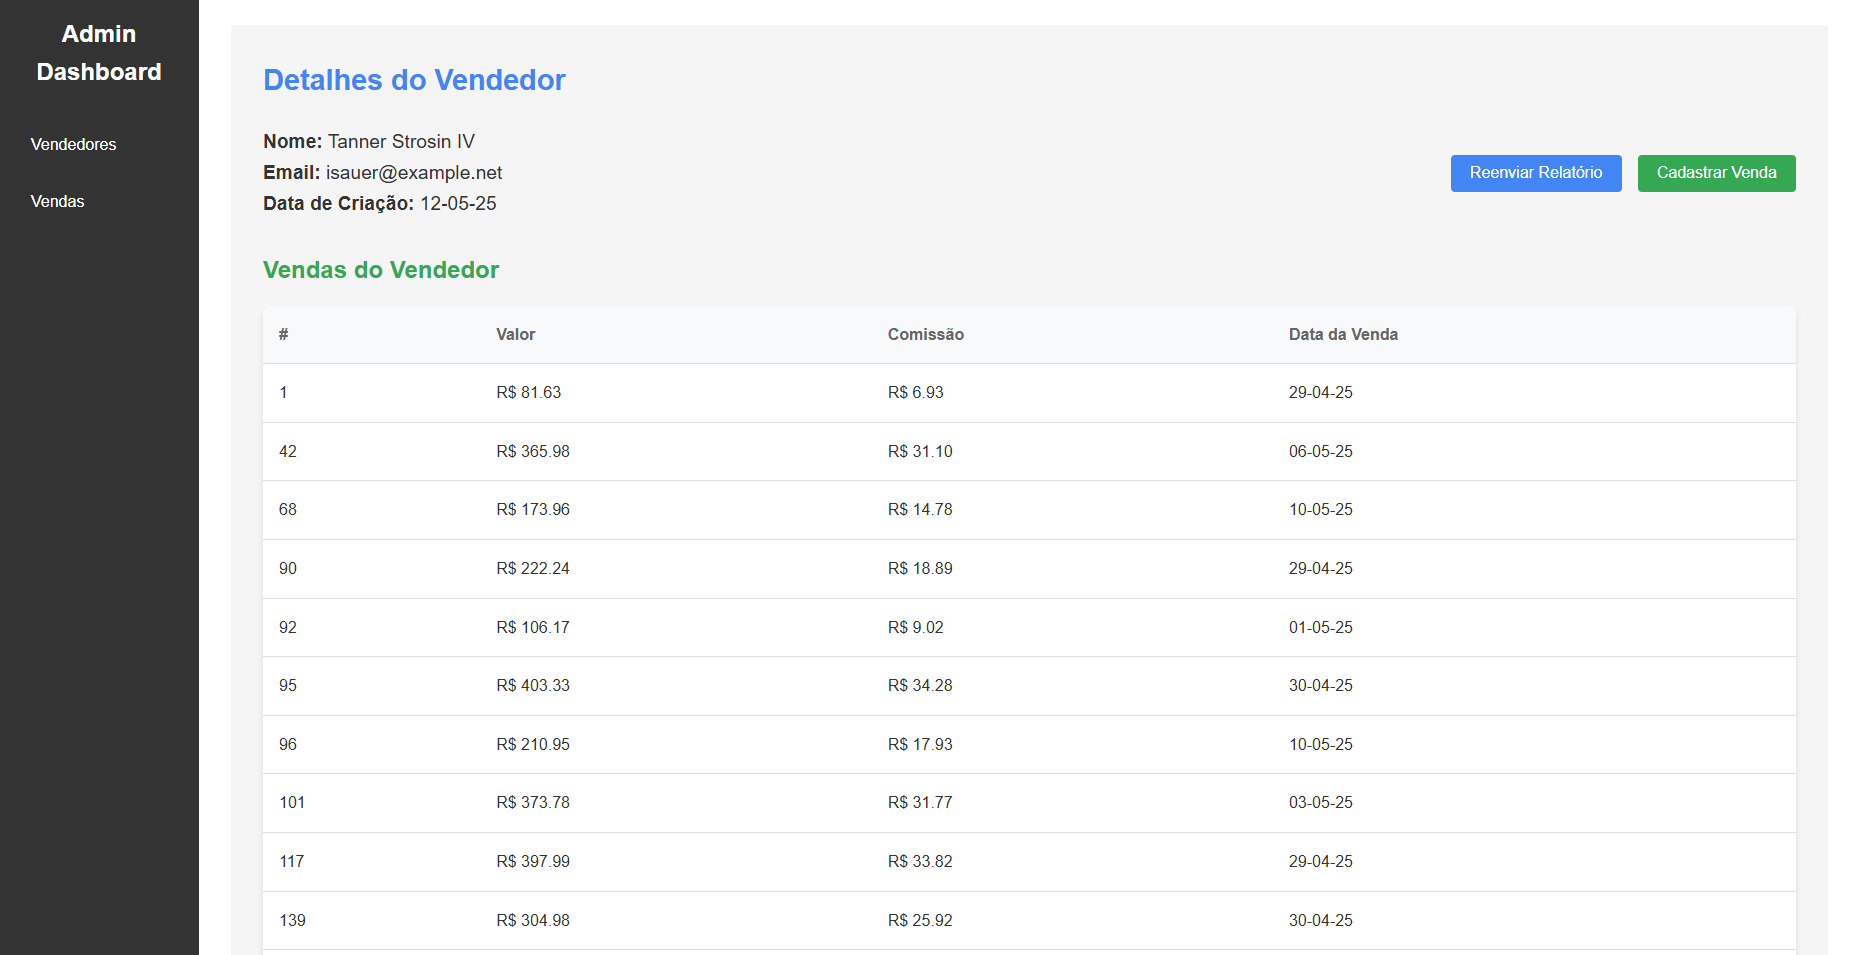 Admin
Dashboard
Vendedores
Vendas
Detalhes do Vendedor
Nome: Tanner Strosin IV
Email: isauer@example.net
Data de Criação: 12-05-25
Reenviar Relatório
Cadastrar Venda
Vendas do Vendedor
# Valor Comissão Data da Venda
1 R$ 81.63 R$ 6.93 29-04-25
42 R$ 365.98 R$ 31.10 06-05-25
68 R$ 173.96 R$ 14.78 10-05-25
90 R$ 222.24 R$ 18.89 29-04-25
92 R$ 106.17 R$ 9.02 01-05-25
95 R$ 403.33 R$ 34.28 30-04-25
96 R$ 210.95 R$ 17.93 10-05-25
101 R$ 373.78 R$ 31.77 03-05-25
117 R$ 397.99 R$ 33.82 29-04-25
139 R$ 304.98 R$ 25.92 30-04-25